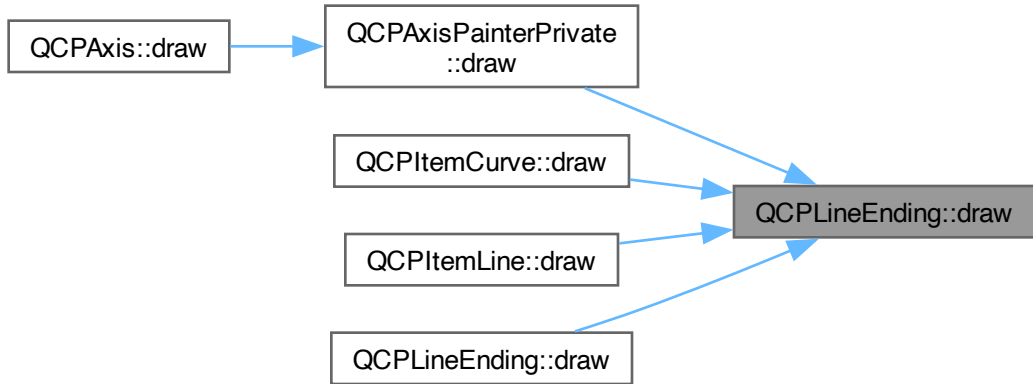 QCPAxis::draw
QCPAxisPainterPrivate
::draw
QCPItemCurve::draw
QCPLineEnding::draw
QCPItemLine::draw
QCPLineEnding::draw